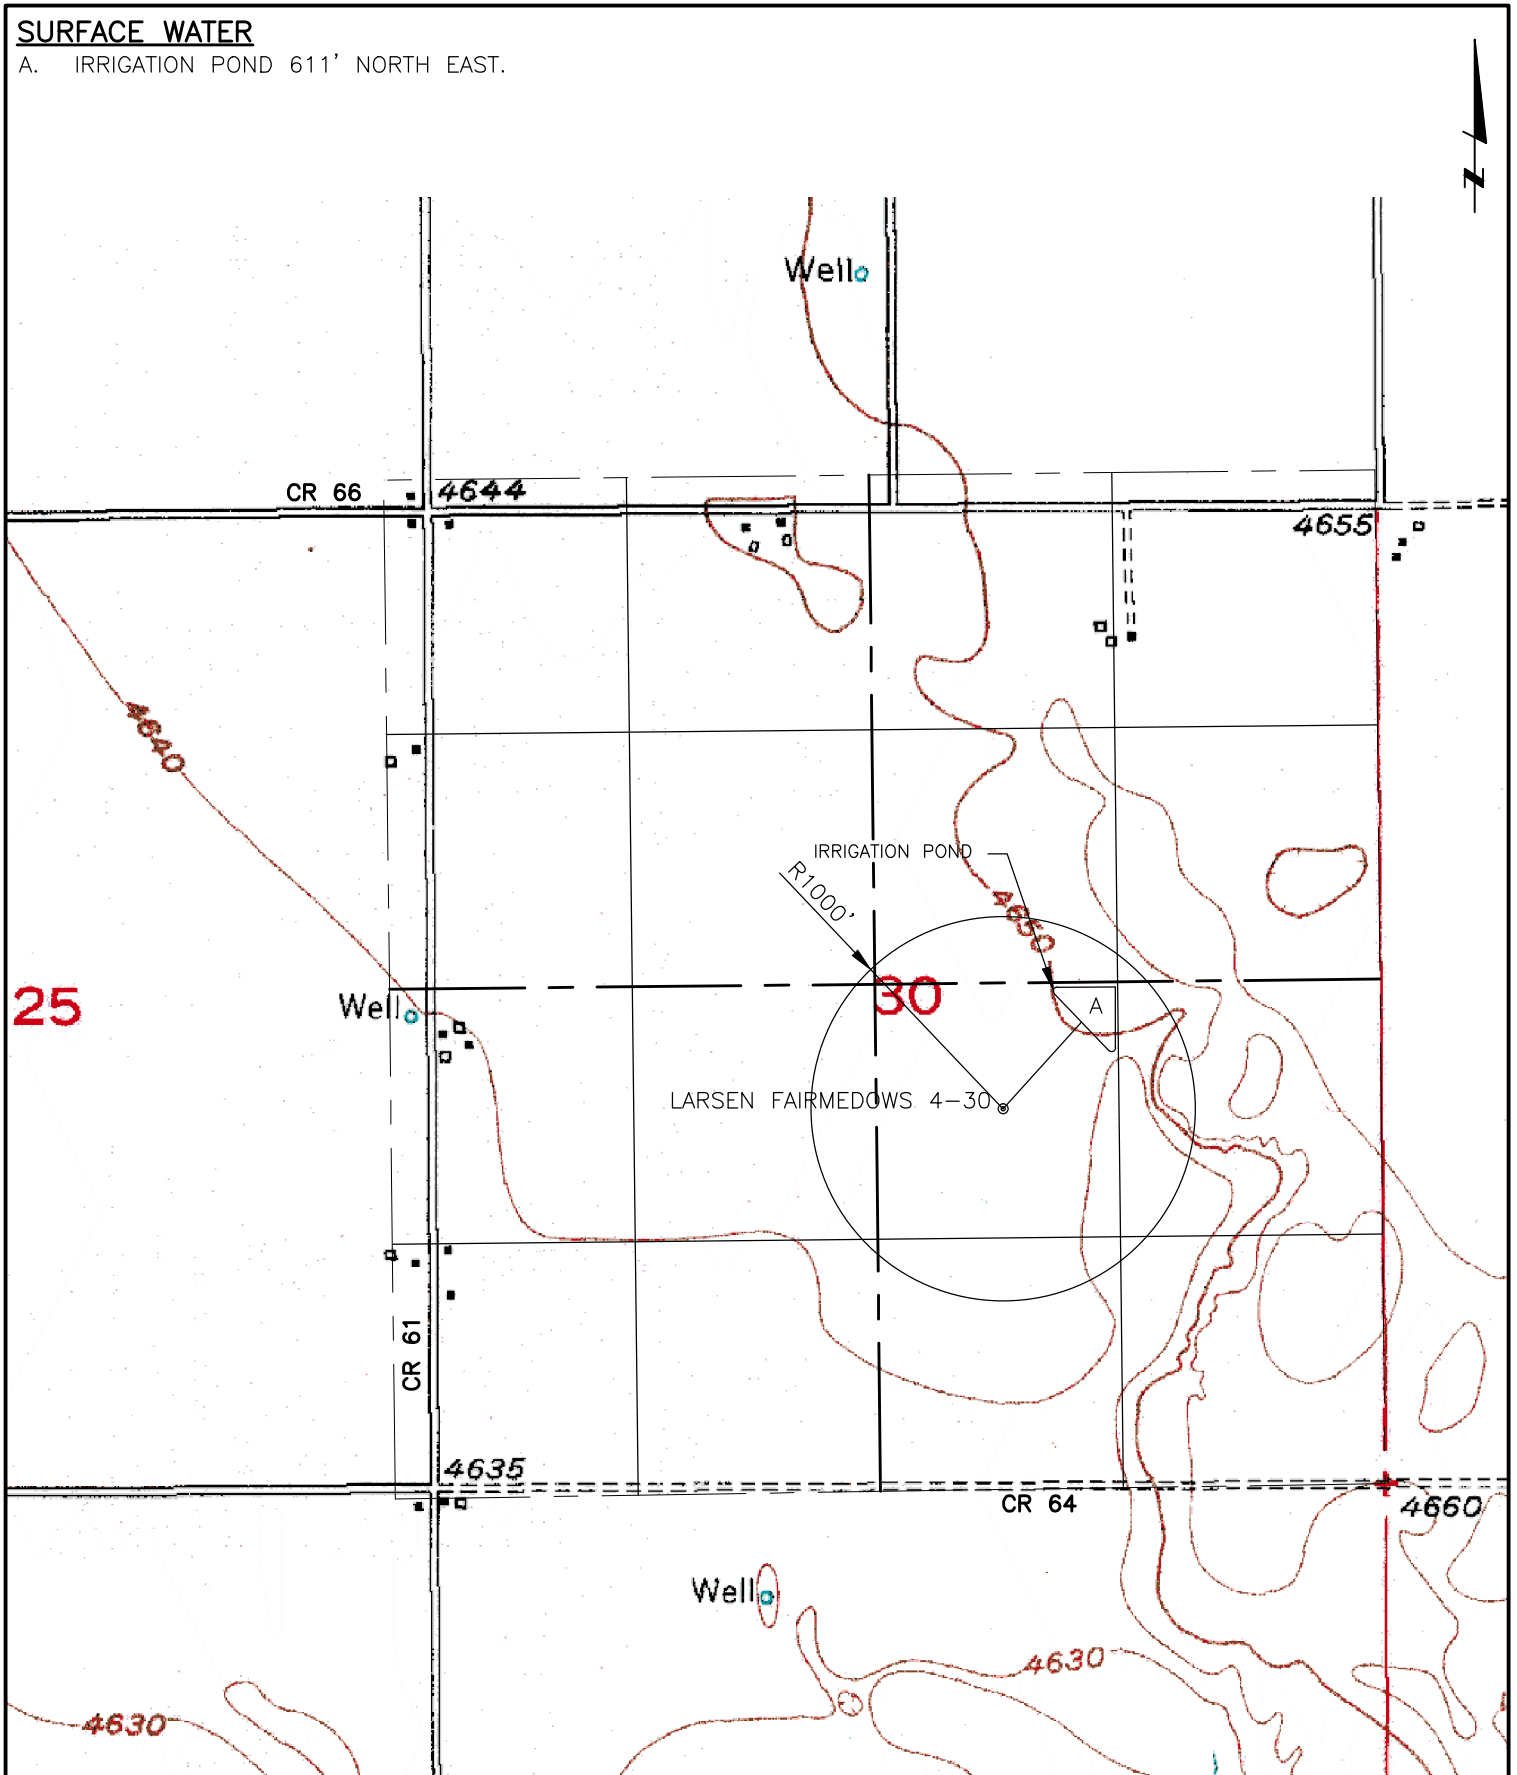 SURFACE WATER
A. IRRIGATION POND 611' NORTH EAST.
N
Well
CR 66
4644
4655
4640
IRRIGATION POND
R1000'
4650
25
Well
30
A
LARSEN FAIRMEDOWS 4-30
CR 61
4635
CR 64
4660
Well
4630
4630